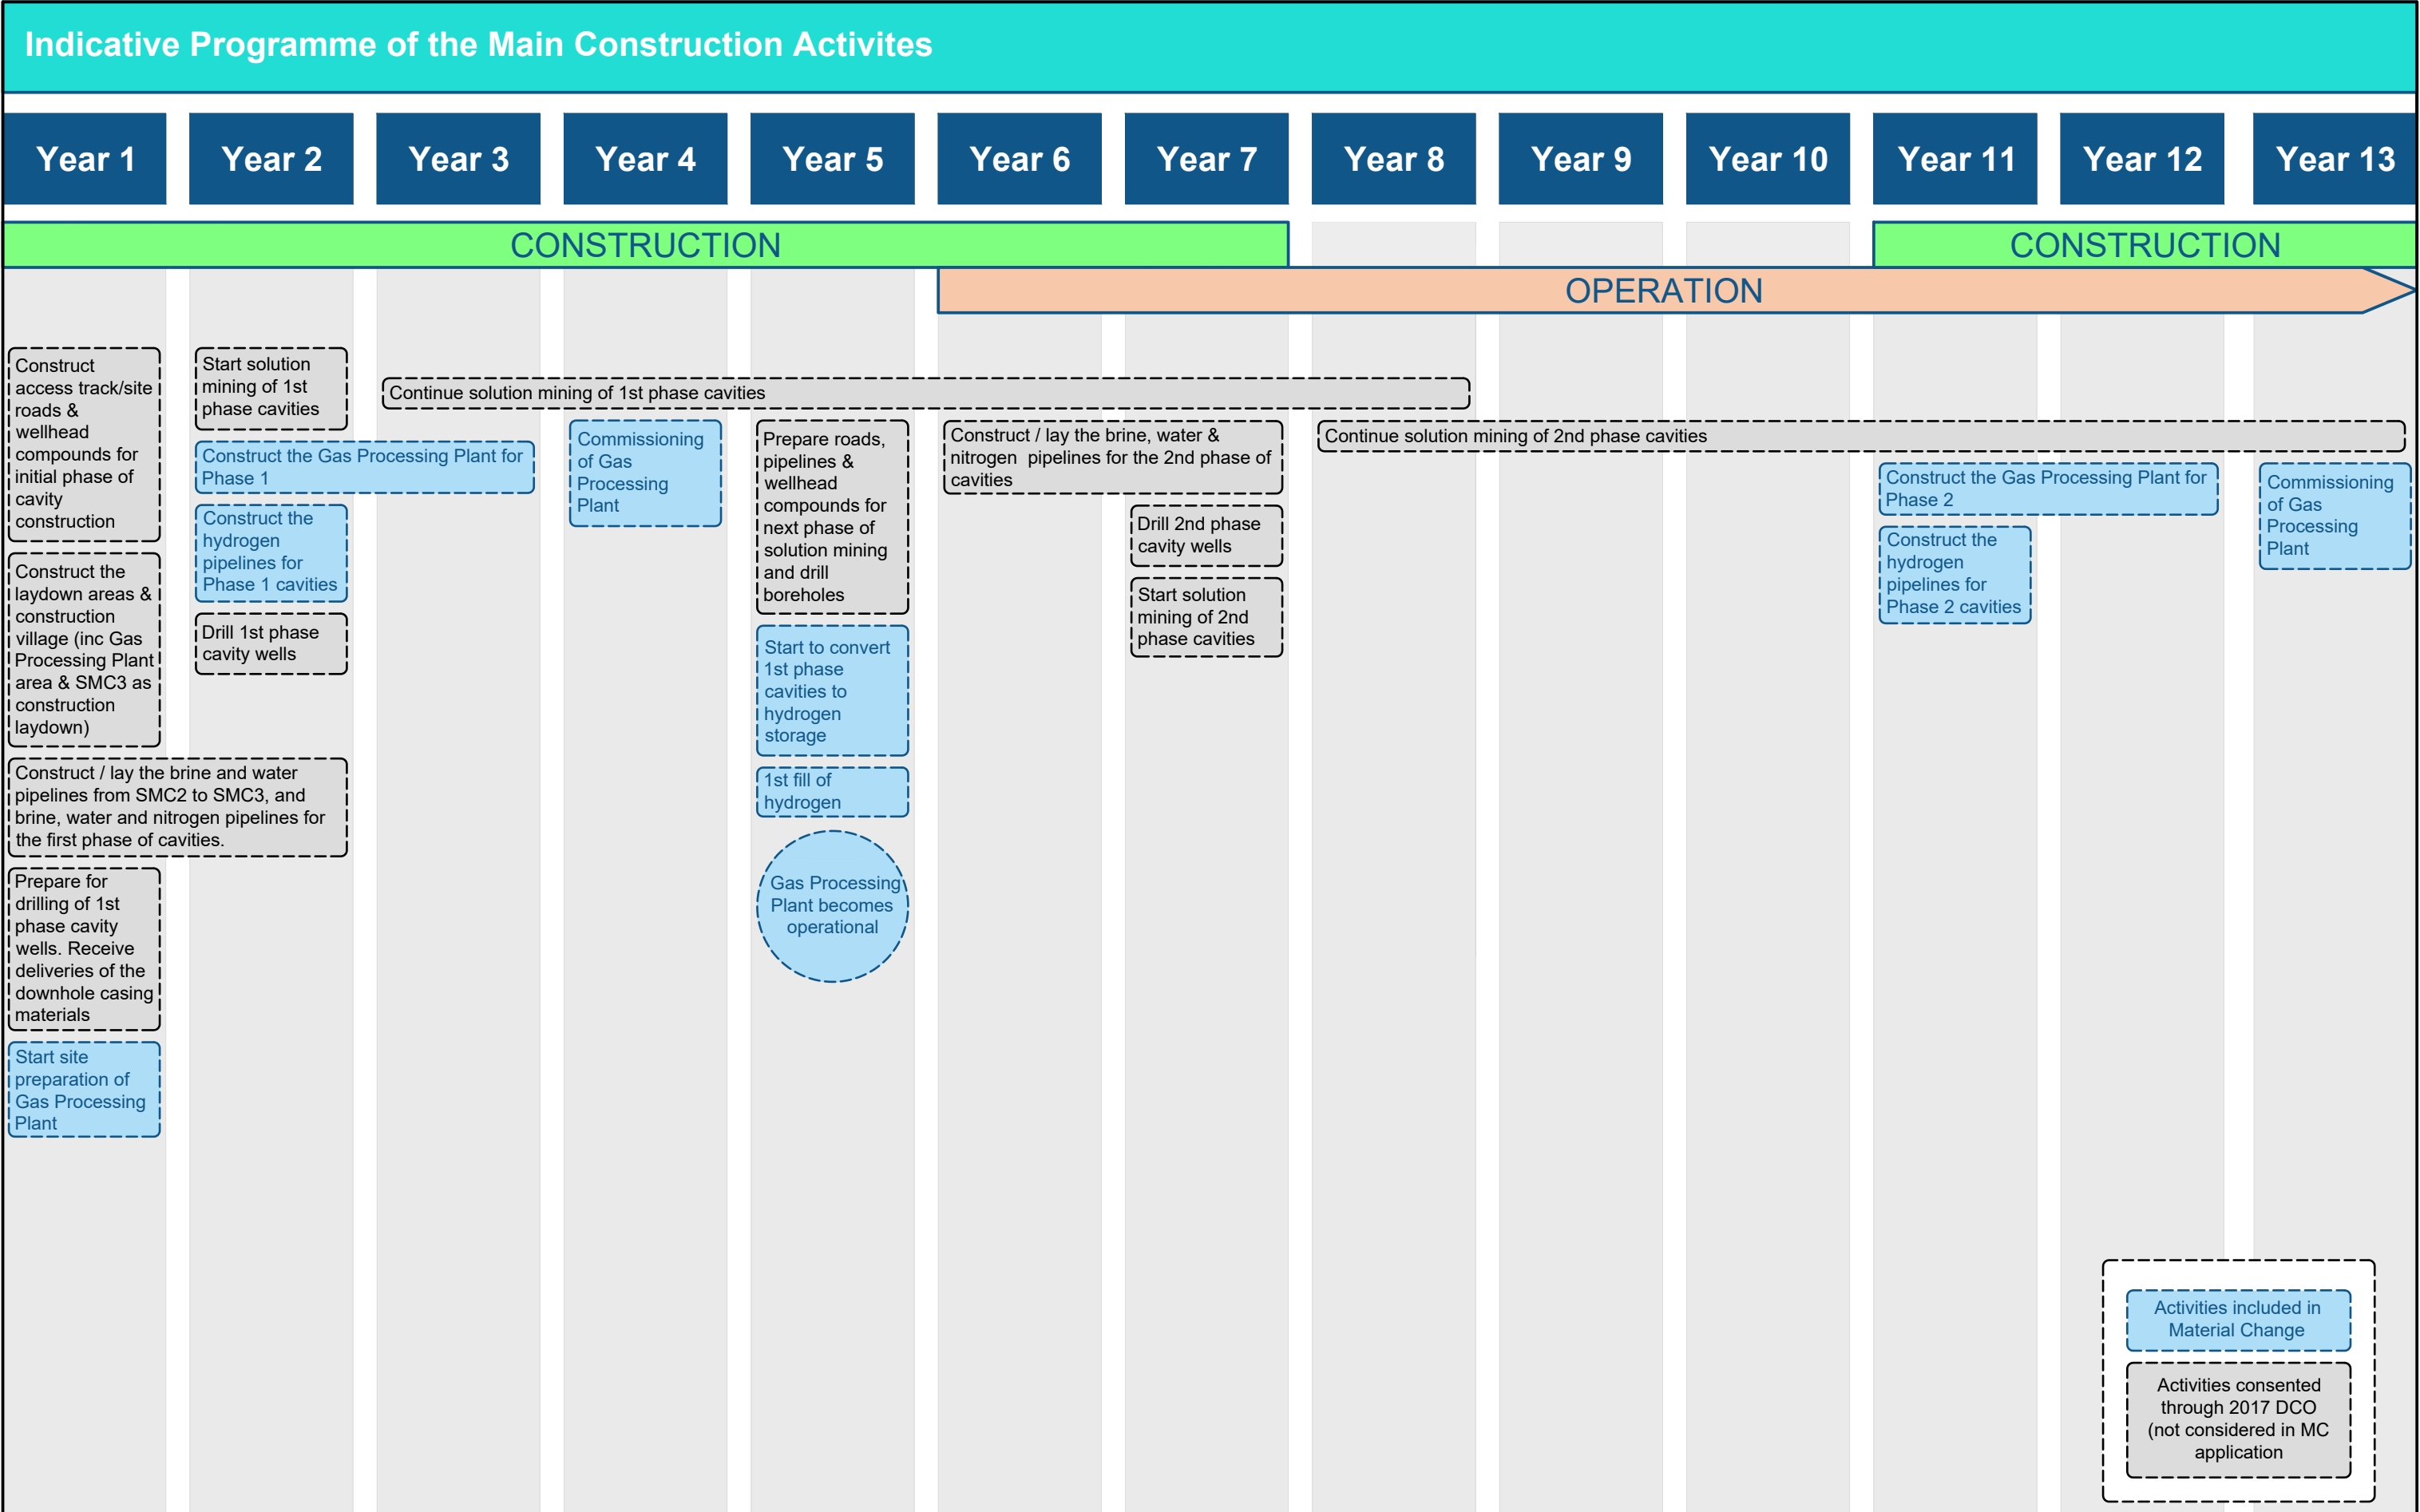 Indicative Programme of the Main Construction Activites
Year 1
Year 2
Year 3
Year 4
Year 5
Year 6
Year 7
Year 8
Year 9
Year 10
Year 11
Year 12
Year 13
CONSTRUCTION
CONSTRUCTION
OPERATION
Construct
access track/site
roads &
wellhead
compounds for
initial phase of
cavity
construction
Construct the
laydown areas &
construction
village (inc Gas
Processing Plant
area & SMC3 as
construction
laydown)
Construct / lay the brine and water
pipelines from SMC2 to SMC3, and
brine, water and nitrogen pipelines for
the first phase of cavities.
Prepare for
drilling of 1st
phase cavity
wells. Receive
deliveries of the
downhole casing
materials
Start site
preparation of
Gas Processing
Plant
Start solution
mining of 1st
phase cavities
Construct the Gas Processing Plant for
Phase 1
Construct the
hydrogen
pipelines for
Phase 1 cavities
Drill 1st phase
cavity wells
Continue solution mining of 1st phase cavities
Commissioning
of Gas
Processing
Plant
Prepare roads,
pipelines &
wellhead
compounds for
next phase of
solution mining
and drill
boreholes
Start to convert
1st phase
cavities to
hydrogen
storage
1st fill of
hydrogen
Gas Processing
Plant becomes
operational
Construct / lay the brine, water &
nitrogen  pipelines for the 2nd phase of
cavities
Drill 2nd phase
cavity wells
Start solution
mining of 2nd
phase cavities
Continue solution mining of 2nd phase cavities
Construct the Gas Processing Plant for
Phase 2
Construct the
hydrogen
pipelines for
Phase 2 cavities
Commissioning
of Gas
Processing
Plant
Activities included in
Material Change
Activities consented
through 2017 DCO
(not considered in MC
application